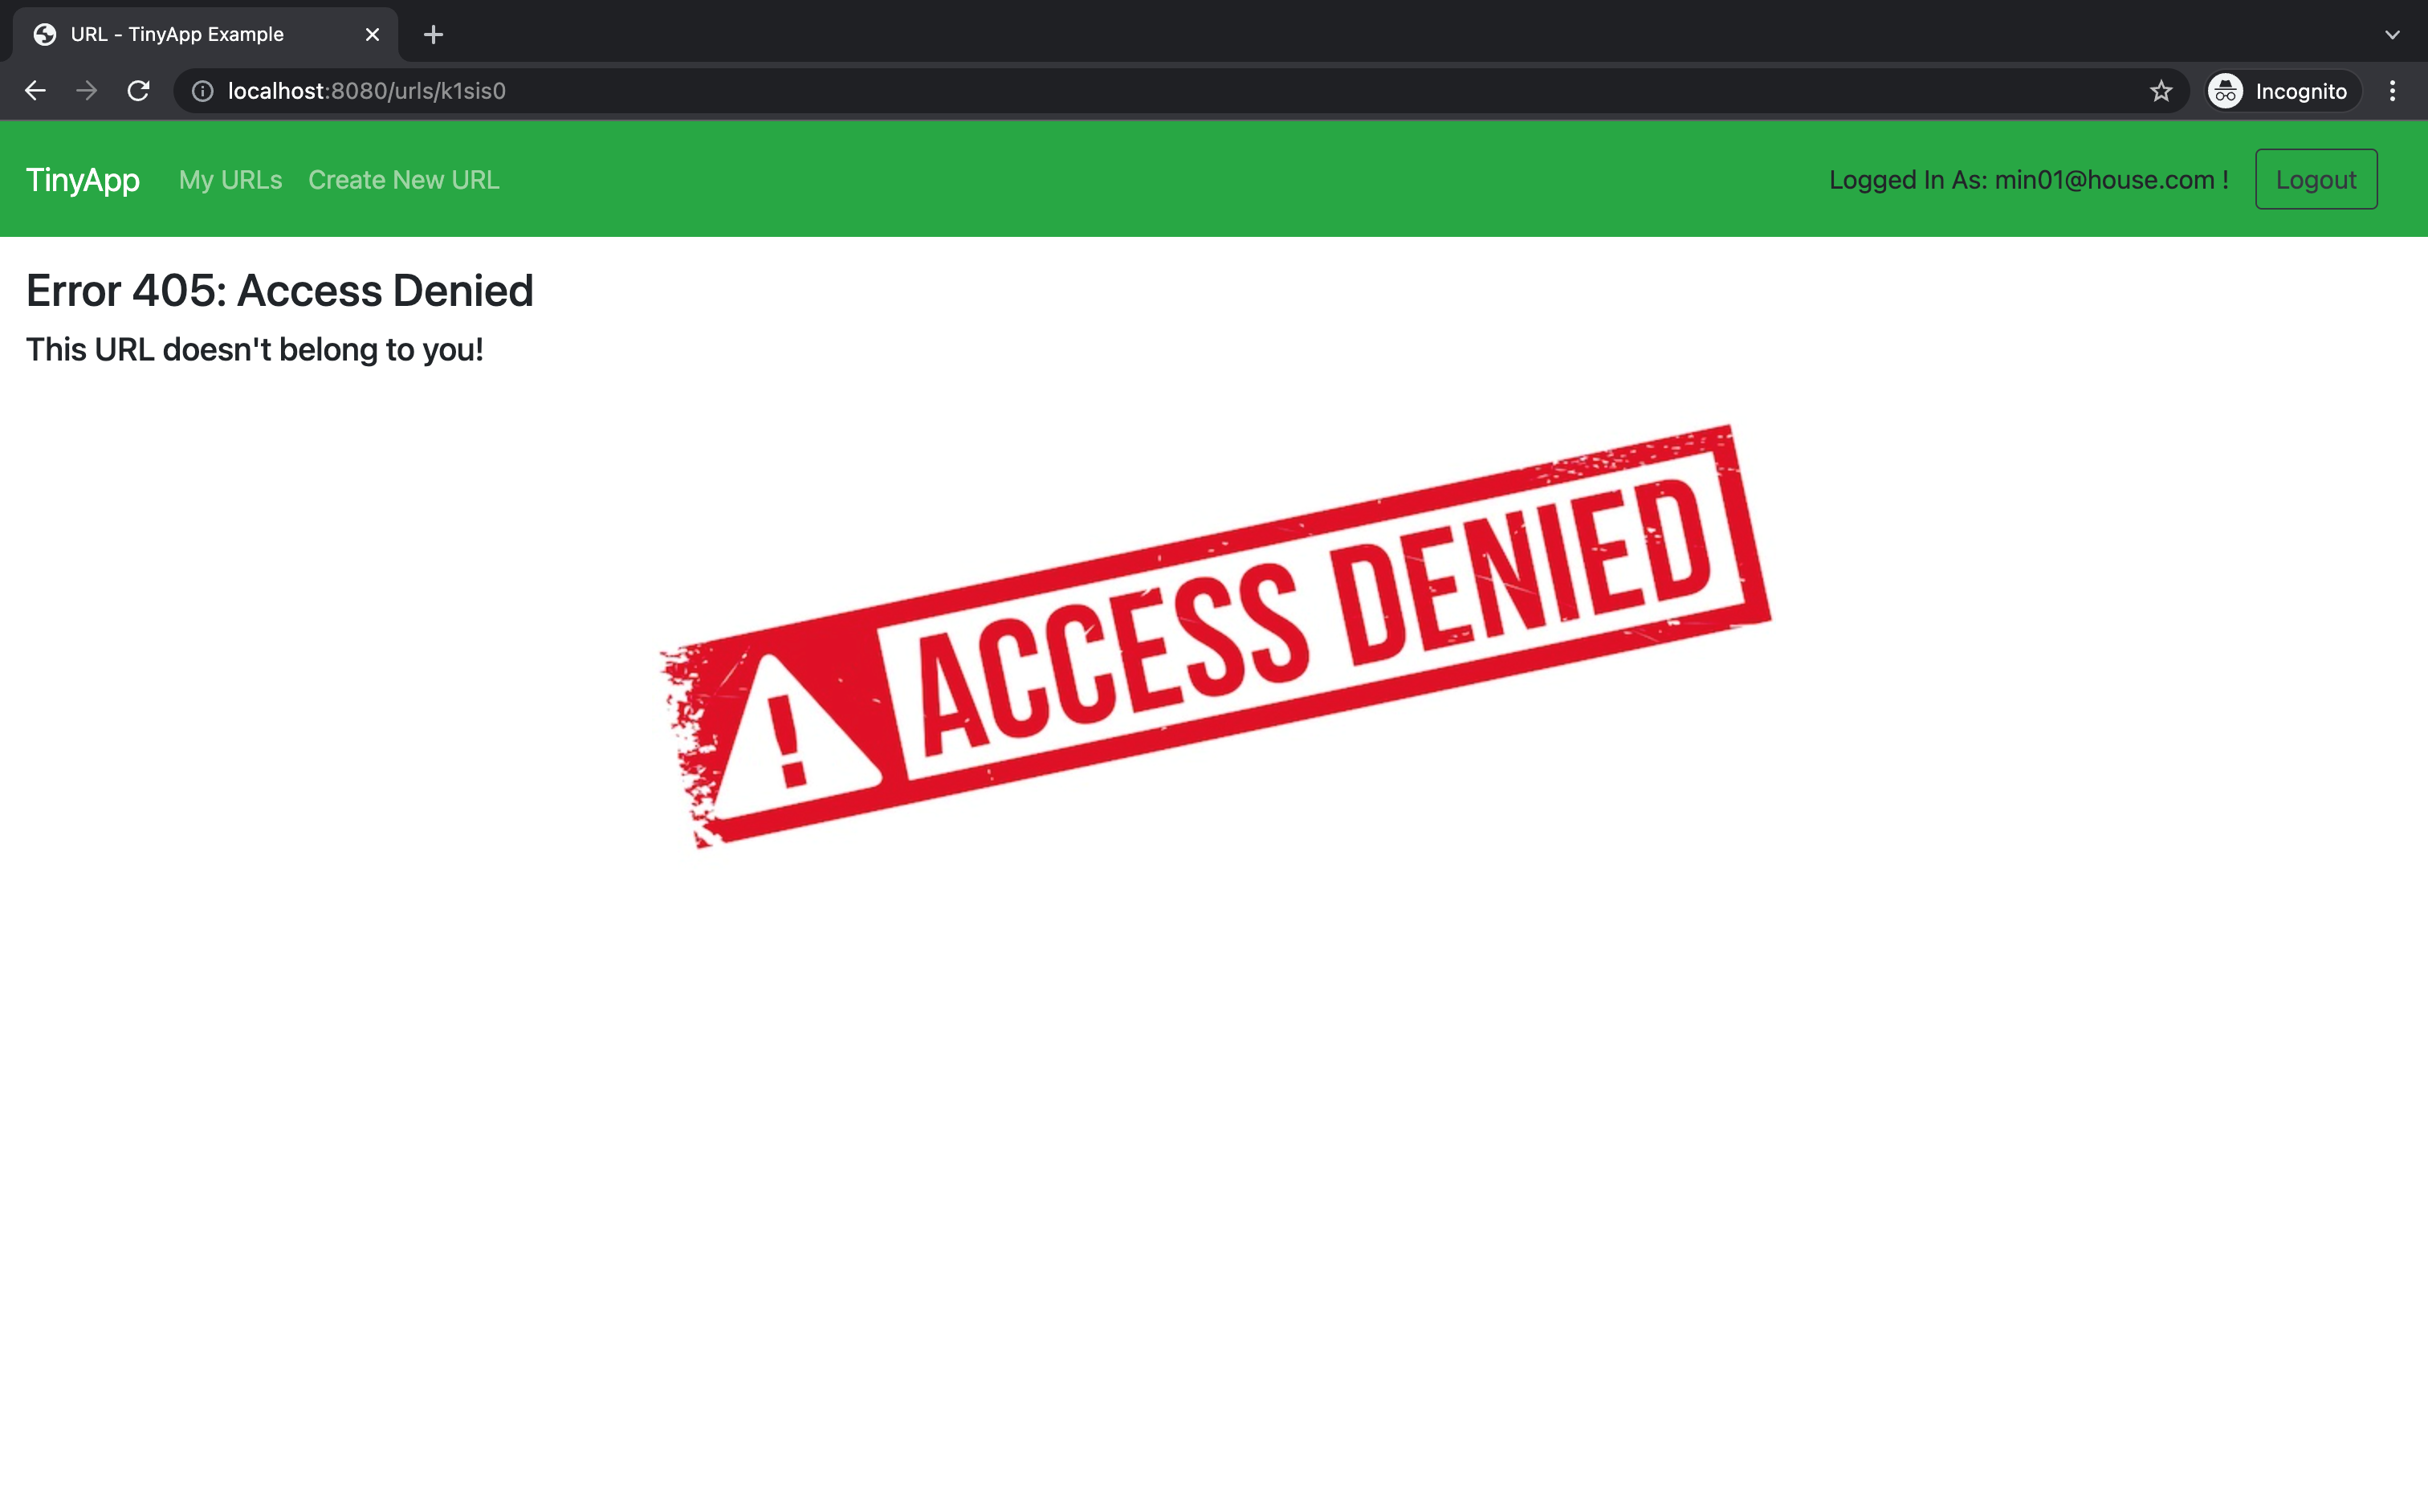 URL - TinyApp Example
localhost:8080/urls/k1sis0
Incognito
TinyApp My URLs Create New URL Logged In As: min01@house.com ! Logout
Error 405: Access Denied
This URL doesn't belong to you!
! ACCESS DENIED